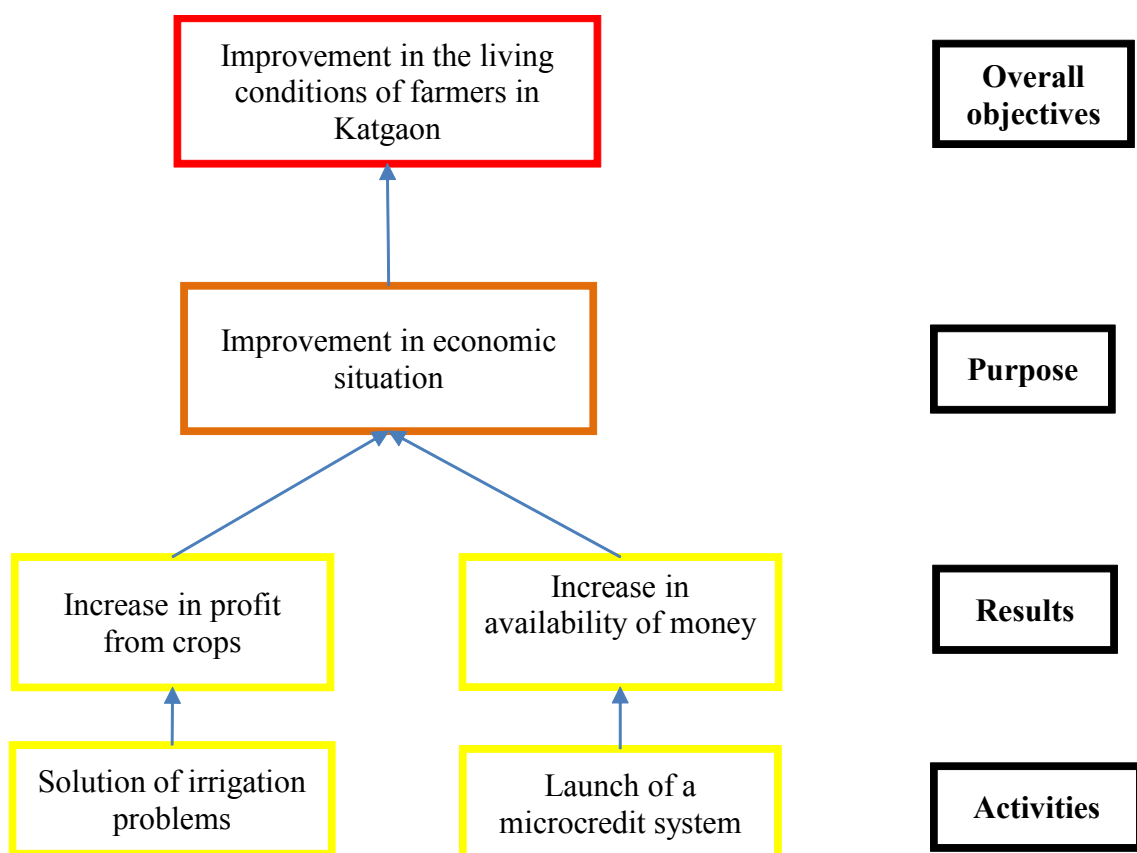 Improvement in the living
conditions of farmers in
Katgaon
Overall
objectives
Improvement in economic
situation
Purpose
Increase in profit
from crops
Increase in
availability of money
Results
Solution of irrigation
problems
Launch of a
microcredit system
Activities